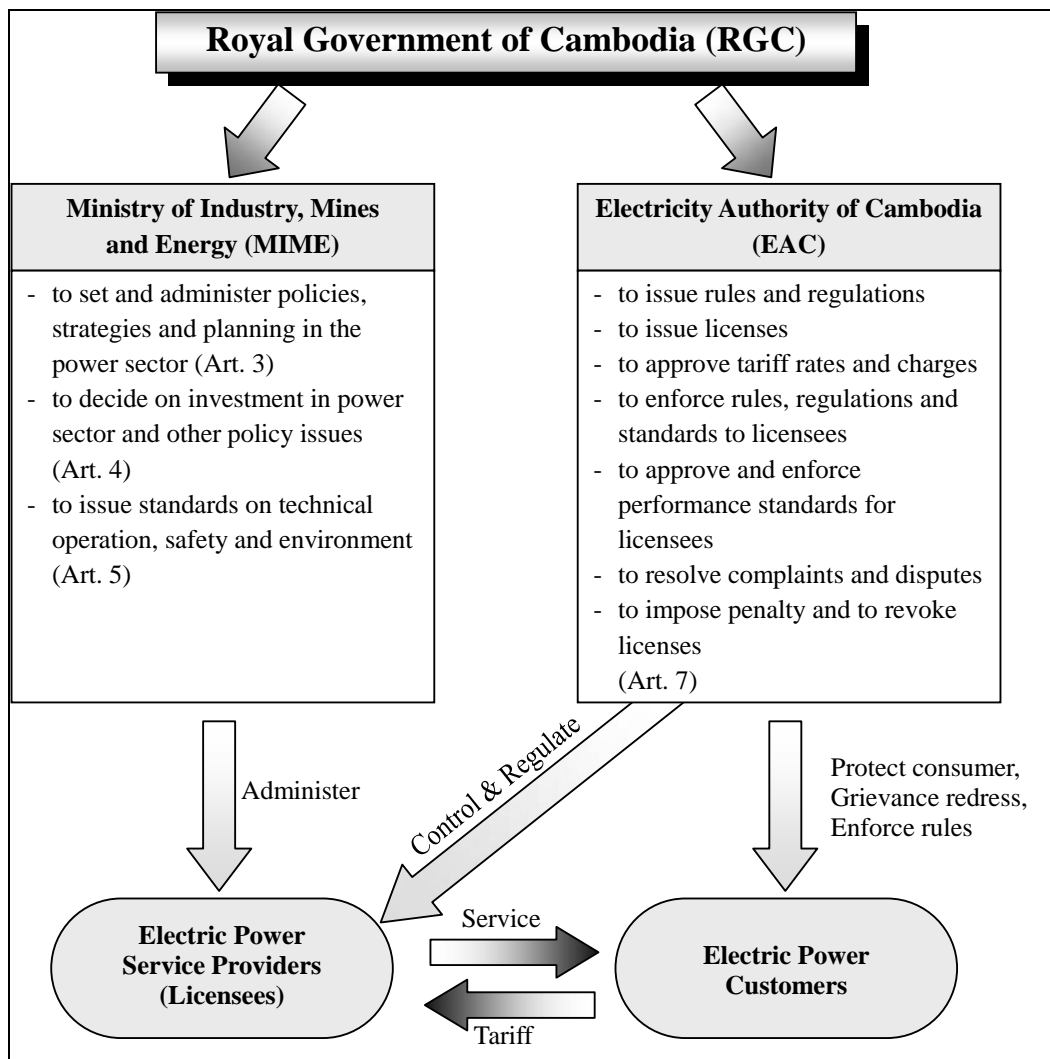 Royal Government of Cambodia (RGC)
Ministry of Industry, Mines
and Energy (MIME)
- to set and administer policies,
strategies and planning in the
power sector (Art. 3)
- to decide on investment in power
sector and other policy issues
(Art. 4)
- to issue standards on technical
operation, safety and environment
(Art. 5)
Electricity Authority of Cambodia
(EAC)
- to issue rules and regulations
- to issue licenses
- to approve tariff rates and charges
- to enforce rules, regulations and
standards to licensees
- to approve and enforce
performance standards for
licensees
- to resolve complaints and disputes
- to impose penalty and to revoke
licenses
(Art. 7)
Administer
Control & Regulate
Protect consumer,
Grievance redress,
Enforce rules
Electric Power
Service Providers
(Licensees)
Service
Tariff
Electric Power
Customers